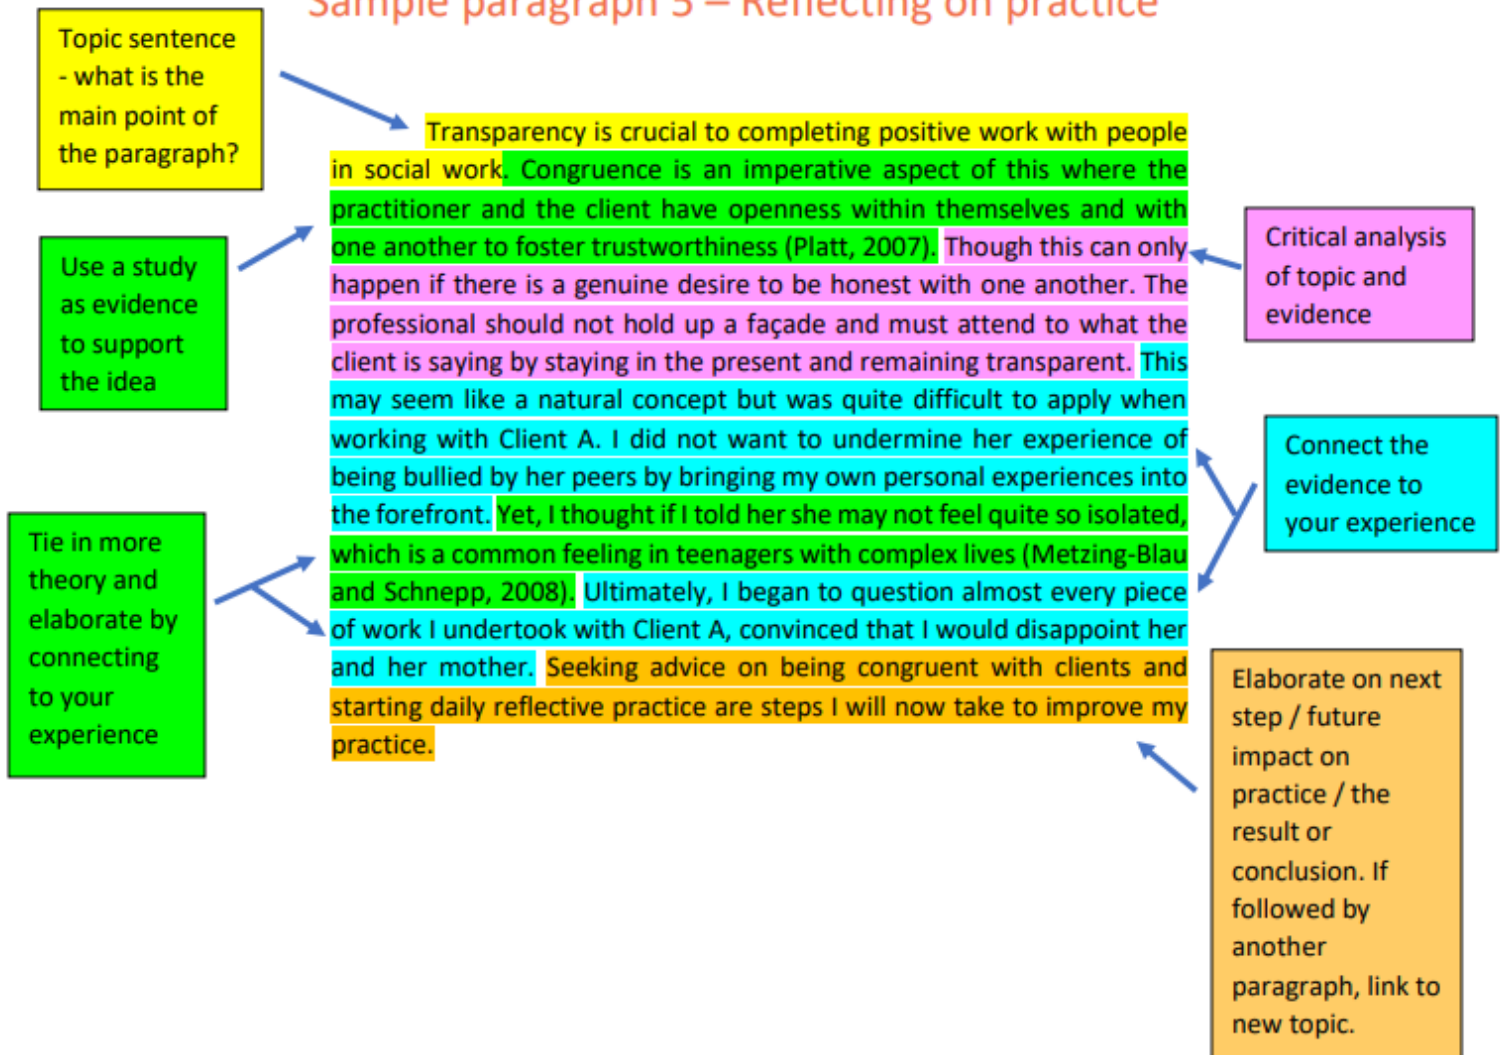 Sample paragraph 5 – Reflecting on practice
Topic sentence
- what is the
main point of
the paragraph?
Use a study
as evidence
to support
the idea
Tie in more
theory and
elaborate by
connecting
to your
experience
Transparency is crucial to completing positive work with people
in social work. Congruence is an imperative aspect of this where the
practitioner and the client have openness within themselves and with
one another to foster trustworthiness (Platt, 2007). Though this can only
happen if there is a genuine desire to be honest with one another. The
professional should not hold up a façade and must attend to what the
client is saying by staying in the present and remaining transparent. This
may seem like a natural concept but was quite difficult to apply when
working with Client A. I did not want to undermine her experience of
being bullied by her peers by bringing my own personal experiences into
the forefront. Yet, I thought if I told her she may not feel quite so isolated,
which is a common feeling in teenagers with complex lives (Metzing-Blau
and Schnepp, 2008). Ultimately, I began to question almost every piece
of work I undertook with Client A, convinced that I would disappoint her
and her mother. Seeking advice on being congruent with clients and
starting daily reflective practice are steps I will now take to improve my
practice.
Critical analysis
of topic and
evidence
Connect the
evidence to
your experience
Elaborate on next
step / future
impact on
practice / the
result or
conclusion. If
followed by
another
paragraph, link to
new topic.